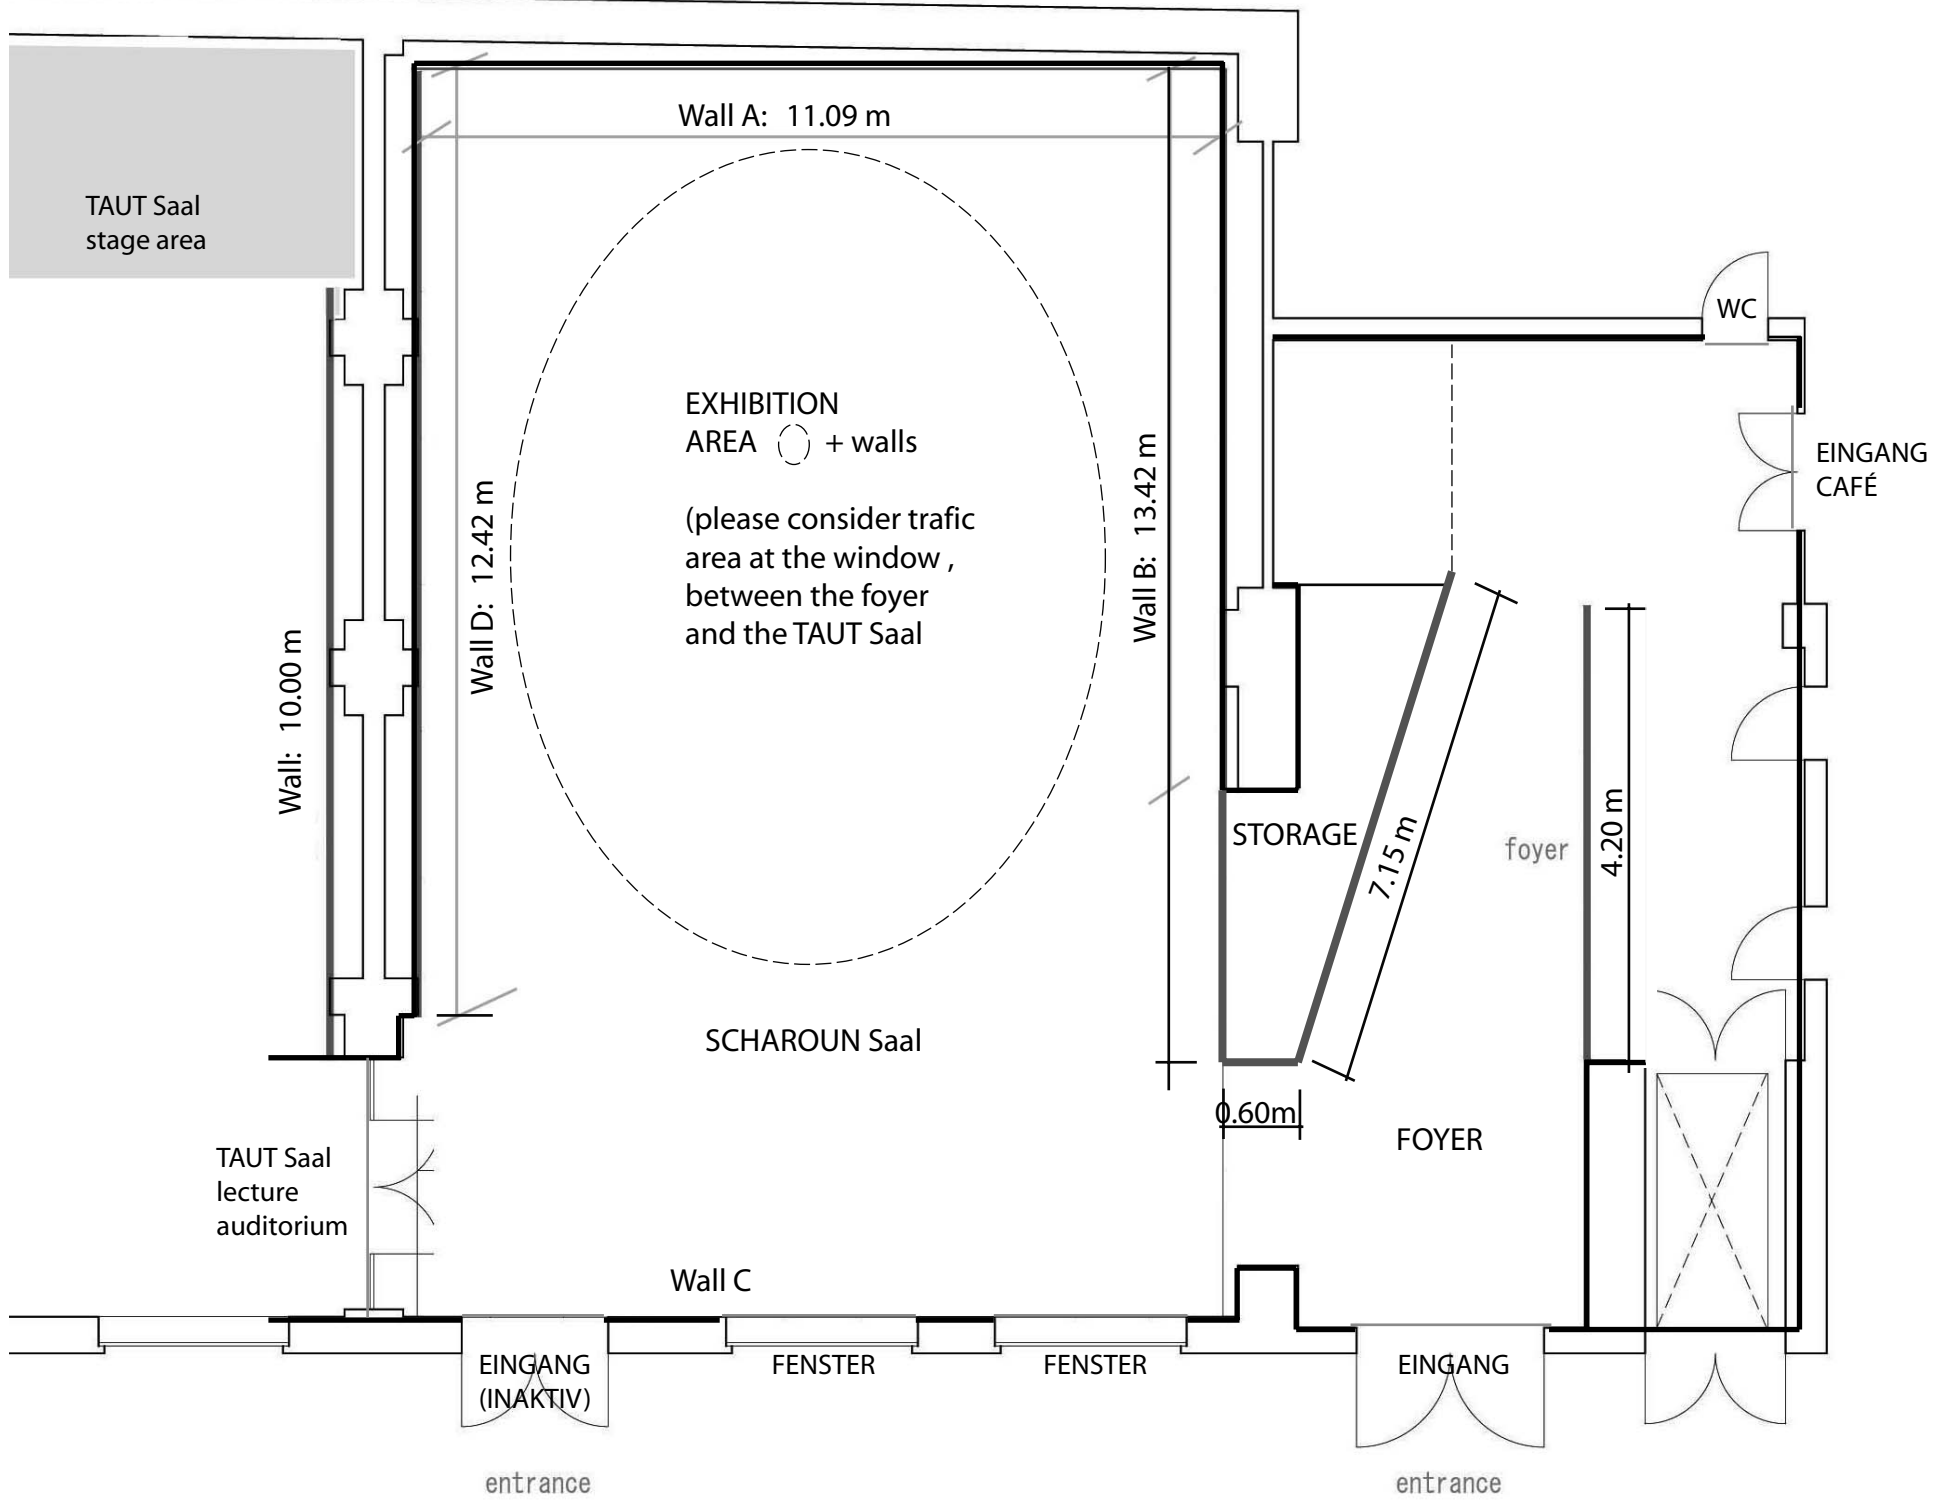 Wall A: 11.09 m
TAUT Saal
stage area
WC
EXHIBITION
AREA + walls
(please consider trafic
area at the window ,
between the foyer
and the TAUT Saal
Wall D: 12.42 m
Wall B: 13.42 m
EINGANG
CAFÉ
Wall: 10.00 m
STORAGE
7.15 m
foyer
4.20 m
SCHAROUN Saal
0.60m
FOYER
TAUT Saal
lecture
auditorium
Wall C
EINGANG
(INAKTIV)
FENSTER
FENSTER
EINGANG
entrance
entrance